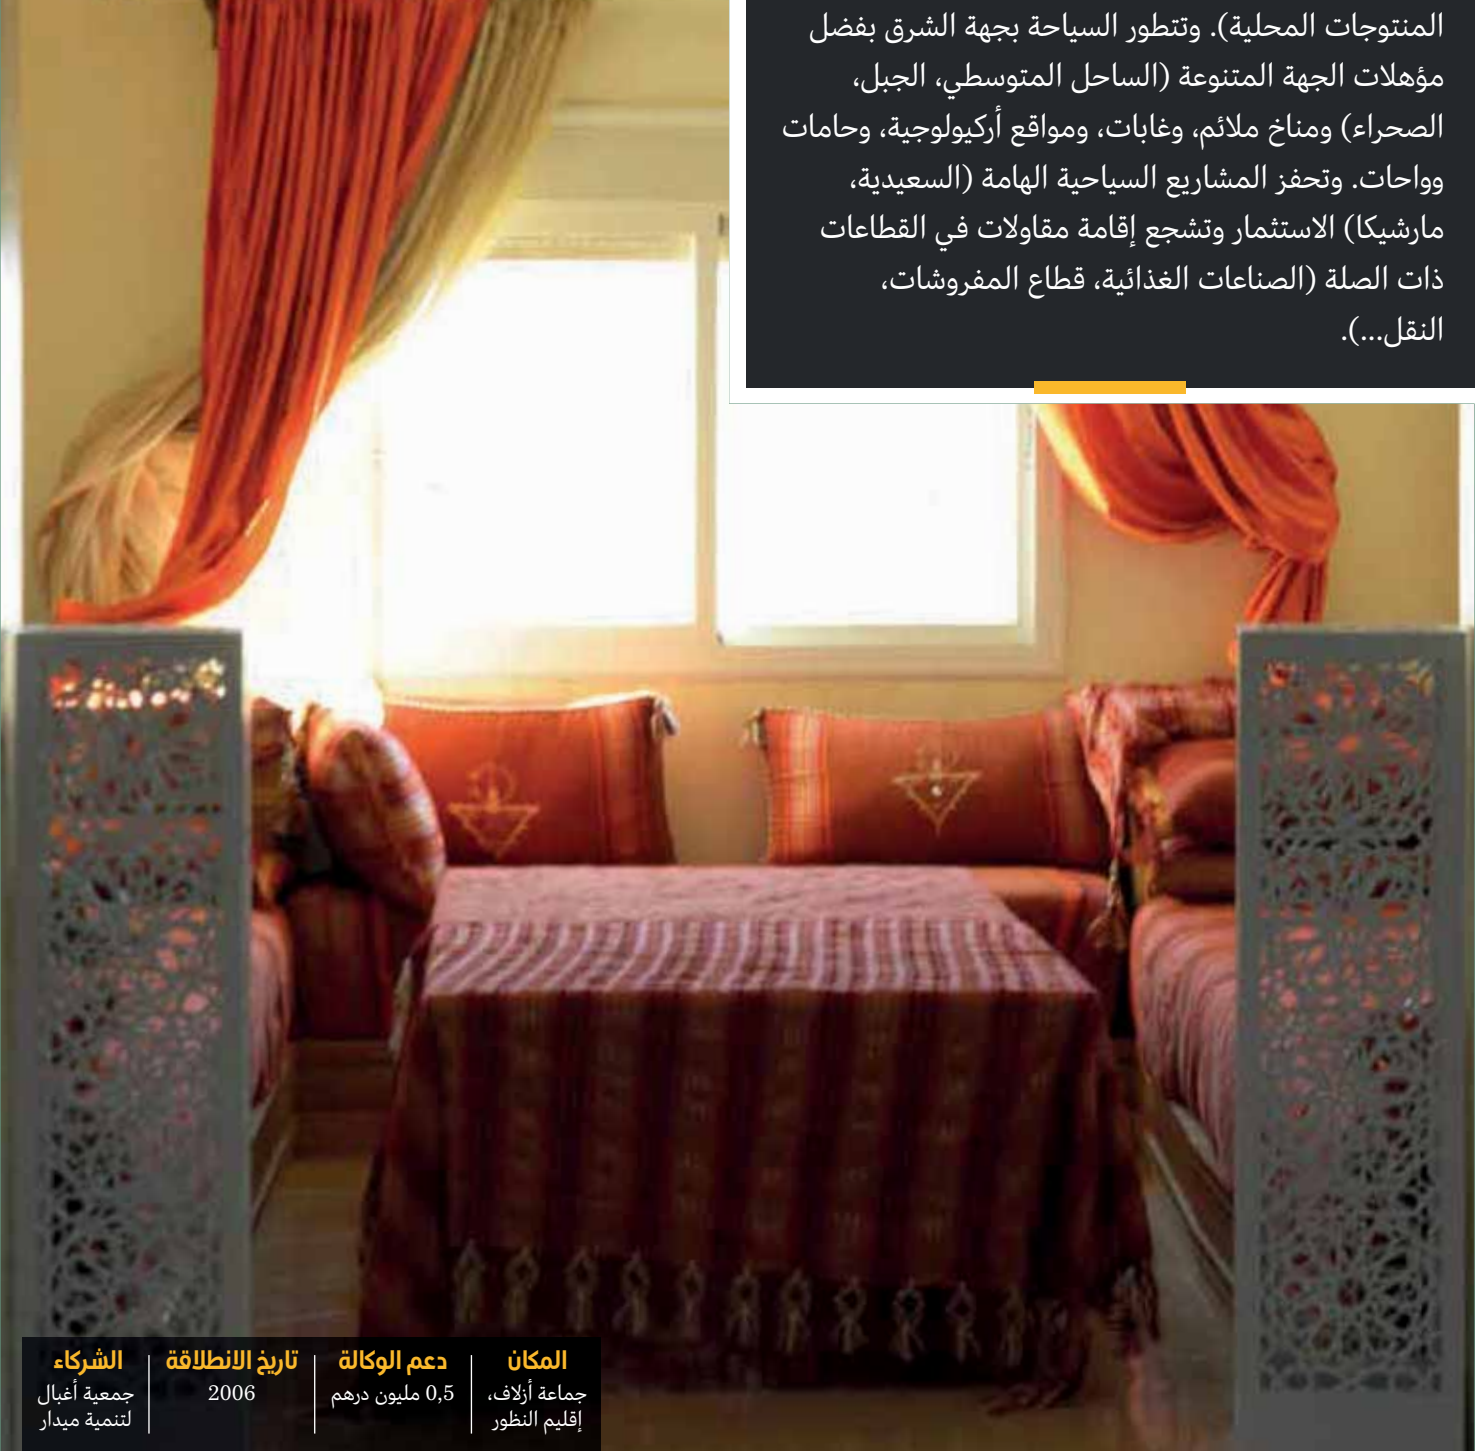 المنتوجات المحلية). وتتطور السياحة بجهة الشرق بفضل
مؤهلات الجهة المتنوعة (الساحل المتوسطي، الجبل،
الصحراء) ومناخ ملائم، وغابات، ومواقع أركيولوجية، وحامات
وواحات. وتحفز المشاريع السياحية الهامة (السعيدية،
مارشيكا) الاستثمار وتشجع إقامة مقاولات في القطاعات
ذات الصلة (الصناعات الغذائية، قطاع المفروشات،
النقل...).
المكان
جماعة أزلاف،
إقليم النظور
دعم الوكالة
0,5 مليون درهم
تاريخ الانطلاقة
2006
الشركاء
جمعية أغبال
لتنمية ميدار